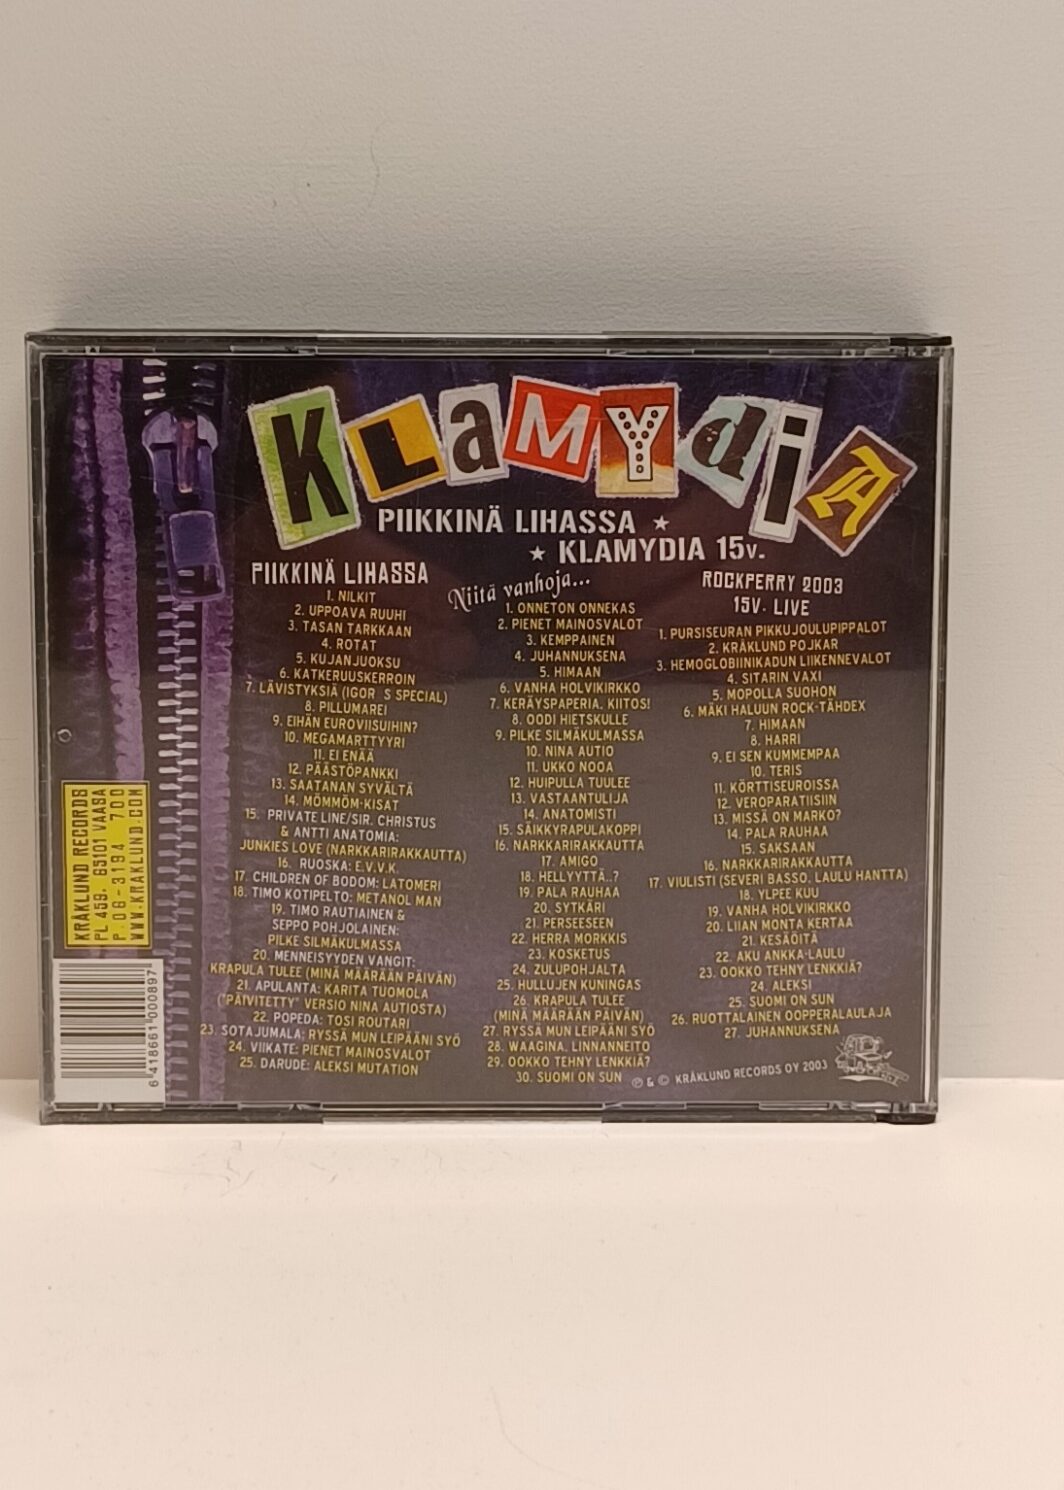 KLAMYDIA
PIIKKINÄ LIHASSA ★
★ KLAMYDIA 15V.
PIIKKINÄ LIHASSA
1. NILKIT
2. UPPOAVA RUUHI
3. TASAN TARKKAAN
4. ROTAT
5. KUJANJUOKSU
6. KATKERUUSKERROIN
7. LÄVISTYKSIÄ (IGOR S SPECIAL)
8. PILLUMAREI
9. EIHÄN EUROVIISUIHIN?
10. MEGAMARTTYYRI
11. EI ENÄÄ
12. PÄÄSTÖPANKKI
13. SAATANAN SYVÄLTÄ
14. MÖMMÖM-KISAT
15. PRIVATE LINE/SIR. CHRISTUS
& ANTTI ANATOMIA:
JUNKIES LOVE (NARKKARIRAKKAUTTA)
16. RUOSKA: E.V.V.K.
17. CHILDREN OF BODOM: LATOMERI
18. TIMO KOTIPELTO: METANOL MAN
19. TIMO RAUTIAINEN &
SEPPO POHJOLAINEN:
PILKE SILMÄKULMASSA
20. MENNEISYYDEN VANGIT:
KRAPULA TULEE (MINÄ MÄÄRÄÄN PÄIVÄN)
21. APULANTA: KARITA TUOMOLA
("PÄIVITETTY" VERSIO NINA AUTIOSTA)
22. POPEDA: TOSI ROUTARI
23. SOTAJUMALA: RYSSÄ MUN LEIPÄÄNI SYÖ
24. VIIKATE: PIENET MAINOSVALOT
25. DARUDE: ALEKSI MUTATION
Niitä vanhoja...
1. ONNETON ONNEKAS
2. PIENET MAINOSVALOT
3. KEMPPAINEN
4. JUHANNUKSENA
5. HIMAAN
6. VANHA HOLVIKIRKKO
7. KERÄYSPAPERIA, KIITOS!
8. OODI HIETSKULLE
9. PILKE SILMÄKULMASSA
10. NINA AUTIO
11. UKKO NOOA
12. HUIPULLA TUULEE
13. VASTAANTULIJA
14. ANATOMISTI
15. SÄIKKYRAPULAKOPPI
16. NARKKARIRAKKAUTTA
17. AMIGO
18. HELLYYTTÄ..?
19. PALA RAUHAA
20. SYTKÄRI
21. PERSEESEEN
22. HERRA MORKKIS
23. KOSKETUS
24. ZULUPOHJALTA
25. HULLUJEN KUNINGAS
26. KRAPULA TULEE
(MINÄ MÄÄRÄÄN PÄIVÄN)
27. RYSSÄ MUN LEIPÄÄNI SYÖ
28. WAAGINA, LINNANNEITO
29. OOKKO TEHNY LENKKIÄ?
30. SUOMI ON SUN
ROCKPERRY 2003
15V. LIVE
1. PURSISEURAN PIKKUJOULUPIPPALOT
2. KRÄKLUND POJKAR
3. HEMOGLOBIINIKADUN LIIKENNEVALOT
4. SITARIN VAXI
5. MOPOLLA SUOHON
6. MÄKI HALUUN ROCK-TÄHDEX
7. HIMAAN
8. HARRI
9. EI SEN KUMMEMPAA
10. TERIS
11. KÖRTTISEUROISSA
12. VEROPARATIISIIN
13. MISSÄ ON MARKO?
14. PALA RAUHAA
15. SAKSAAN
16. NARKKARIRAKKAUTTA
17. VIULISTI (SEVERI BASSO, LAULU HANTTA)
18. YLPEE KUU
19. VANHA HOLVIKIRKKO
20. LIIAN MONTA KERTAA
21. KESÄÖITÄ
22. AKU ANKKA-LAULU
23. OOKKO TEHNY LENKKIÄ?
24. ALEKSI
25. SUOMI ON SUN
26. RUOTTALAINEN OOPPERALAULAJA
27. JUHANNUKSENA
℗ & © KRÄKLUND RECORDS OY 2003
KRÄKLUND RECORDS
PL 459, 65101 VAASA
P. 06-3194 700
WWW.KRAKLUND.COM
6 418661 000897